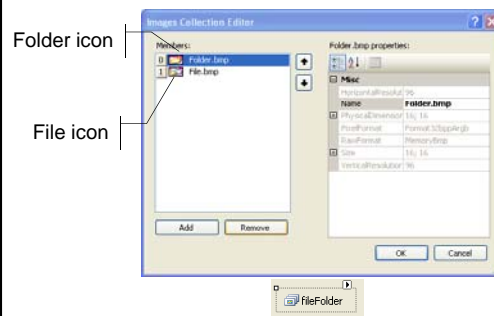 Images Collection Editor
Folder icon
File icon
Members:
0 Folder.bmp
1 File.bmp
Add
Remove
Folder.bmp properties:
Misc
HorizontalResolut 96
Name Folder.bmp
PhysicalDimension 16; 16
PixelFormat Format32bppArgb
RawFormat MemoryBmp
Size 16; 16
VerticalResolution 96
OK
Cancel
fileFolder